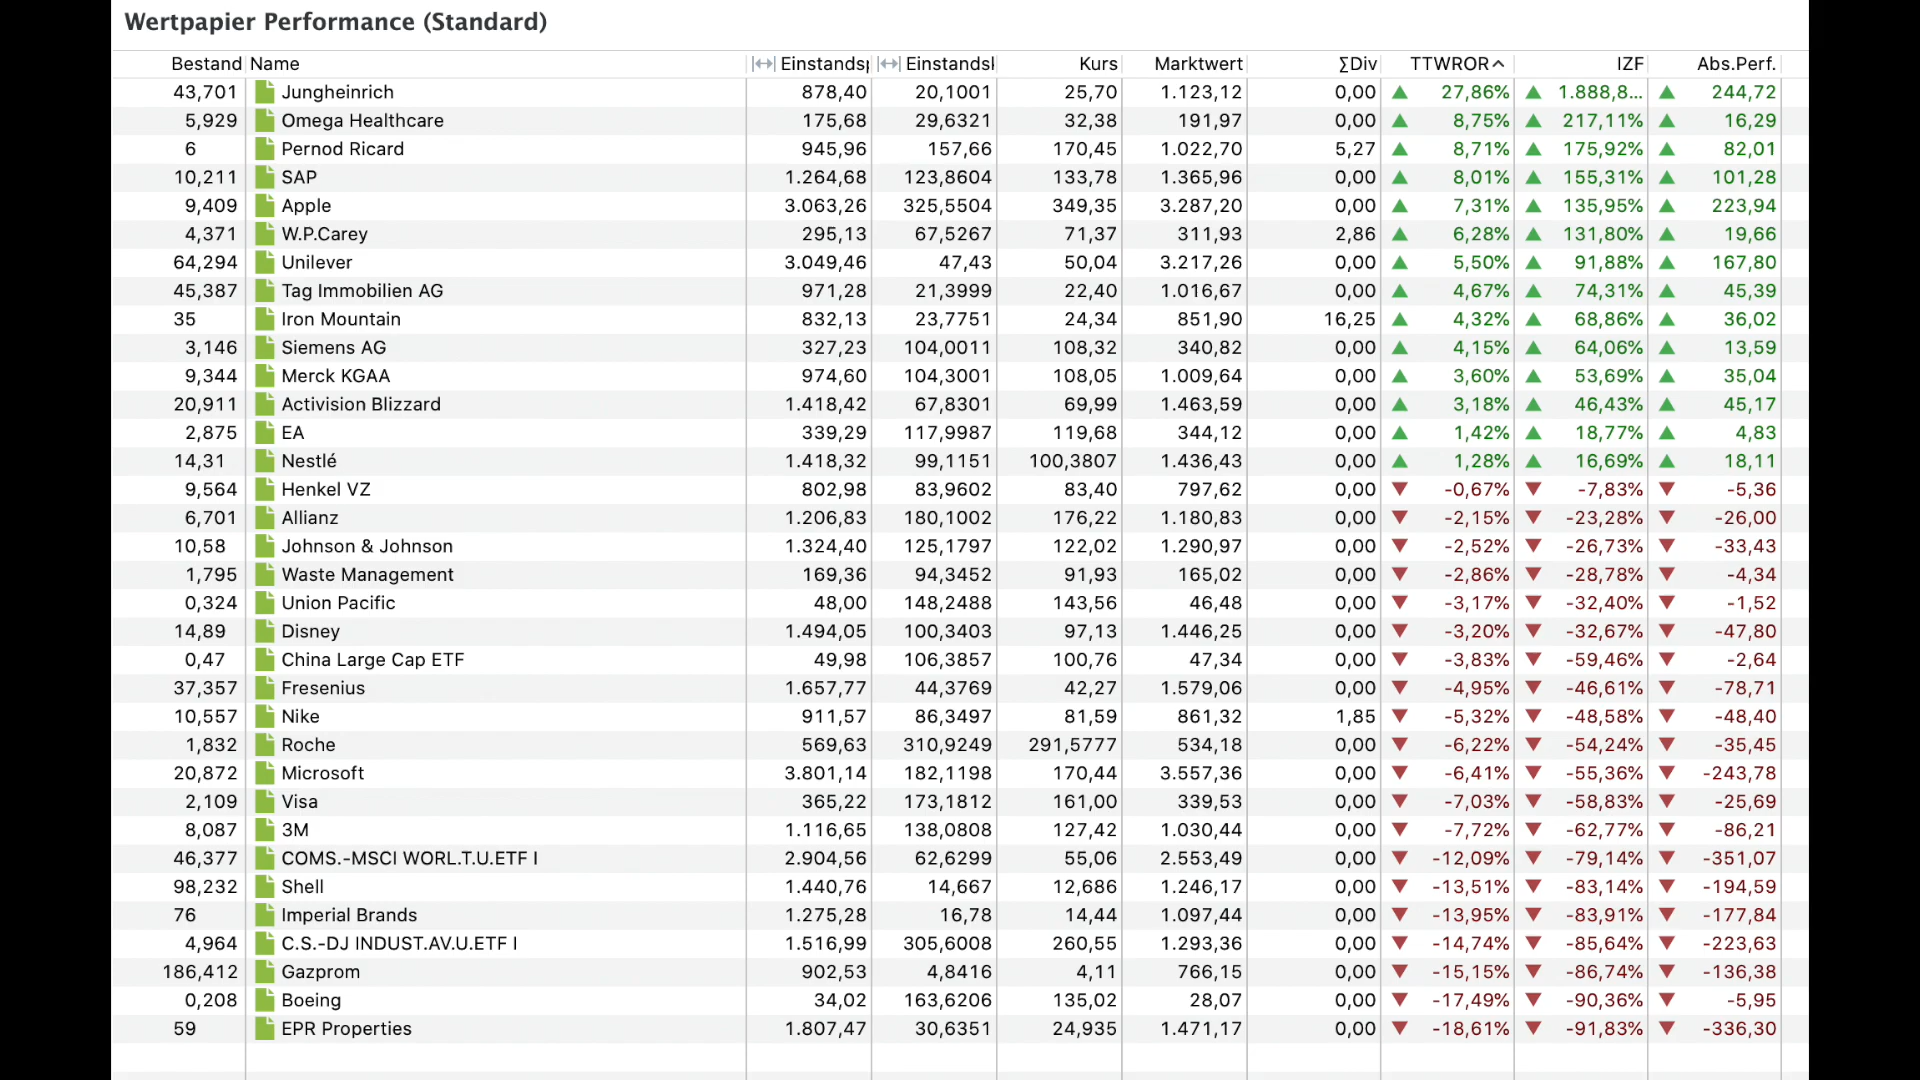 Wertpapier Performance (Standard)
Bestand Name Einstandsp Einstandsk Kurs Marktwert ∑Div TTWROR IZF Abs.Perf.
43,701 Jungheinrich 878,40 20,1001 25,70 1.123,12 0,00 27,86% 1.888,8... 244,72
5,929 Omega Healthcare 175,68 29,6321 32,38 191,97 0,00 8,75% 217,11% 16,29
6 Pernod Ricard 945,96 157,66 170,45 1.022,70 5,27 8,71% 175,92% 82,01
10,211 SAP 1.264,68 123,8604 133,78 1.365,96 0,00 8,01% 155,31% 101,28
9,409 Apple 3.063,26 325,5504 349,35 3.287,20 0,00 7,31% 135,95% 223,94
4,371 W.P.Carey 295,13 67,5267 71,37 311,93 2,86 6,28% 131,80% 19,66
64,294 Unilever 3.049,46 47,43 50,04 3.217,26 0,00 5,50% 91,88% 167,80
45,387 Tag Immobilien AG 971,28 21,3999 22,40 1.016,67 0,00 4,67% 74,31% 45,39
35 Iron Mountain 832,13 23,7751 24,34 851,90 16,25 4,32% 68,86% 36,02
3,146 Siemens AG 327,23 104,0011 108,32 340,82 0,00 4,15% 64,06% 13,59
9,344 Merck KGAA 974,60 104,3001 108,05 1.009,64 0,00 3,60% 53,69% 35,04
20,911 Activision Blizzard 1.418,42 67,8301 69,99 1.463,59 0,00 3,18% 46,43% 45,17
2,875 EA 339,29 117,9987 119,68 344,12 0,00 1,42% 18,77% 4,83
14,31 Nestlé 1.418,32 99,1151 100,3807 1.436,43 0,00 1,28% 16,69% 18,11
9,564 Henkel VZ 802,98 83,9602 83,40 797,62 0,00 -0,67% -7,83% -5,36
6,701 Allianz 1.206,83 180,1002 176,22 1.180,83 0,00 -2,15% -23,28% -26,00
10,58 Johnson & Johnson 1.324,40 125,1797 122,02 1.290,97 0,00 -2,52% -26,73% -33,43
1,795 Waste Management 169,36 94,3452 91,93 165,02 0,00 -2,86% -28,78% -4,34
0,324 Union Pacific 48,00 148,2488 143,56 46,48 0,00 -3,17% -32,40% -1,52
14,89 Disney 1.494,05 100,3403 97,13 1.446,25 0,00 -3,20% -32,67% -47,80
0,47 China Large Cap ETF 49,98 106,3857 100,76 47,34 0,00 -3,83% -59,46% -2,64
37,357 Fresenius 1.657,77 44,3769 42,27 1.579,06 0,00 -4,95% -46,61% -78,71
10,557 Nike 911,57 86,3497 81,59 861,32 1,85 -5,32% -48,58% -48,40
1,832 Roche 569,63 310,9249 291,5777 534,18 0,00 -6,22% -54,24% -35,45
20,872 Microsoft 3.801,14 182,1198 170,44 3.557,36 0,00 -6,41% -55,36% -243,78
2,109 Visa 365,22 173,1812 161,00 339,53 0,00 -7,03% -58,83% -25,69
8,087 3M 1.116,65 138,0808 127,42 1.030,44 0,00 -7,72% -62,77% -86,21
46,377 COMS.-MSCI WORL.T.U.ETF I 2.904,56 62,6299 55,06 2.553,49 0,00 -12,09% -79,14% -351,07
98,232 Shell 1.440,76 14,667 12,686 1.246,17 0,00 -13,51% -83,14% -194,59
76 Imperial Brands 1.275,28 16,78 14,44 1.097,44 0,00 -13,95% -83,91% -177,84
4,964 C.S.-DJ INDUST.AV.U.ETF I 1.516,99 305,6008 260,55 1.293,36 0,00 -14,74% -85,64% -223,63
186,412 Gazprom 902,53 4,8416 4,11 766,15 0,00 -15,15% -86,74% -136,38
0,208 Boeing 34,02 163,6206 135,02 28,07 0,00 -17,49% -90,36% -5,95
59 EPR Properties 1.807,47 30,6351 24,935 1.471,17 0,00 -18,61% -91,83% -336,30